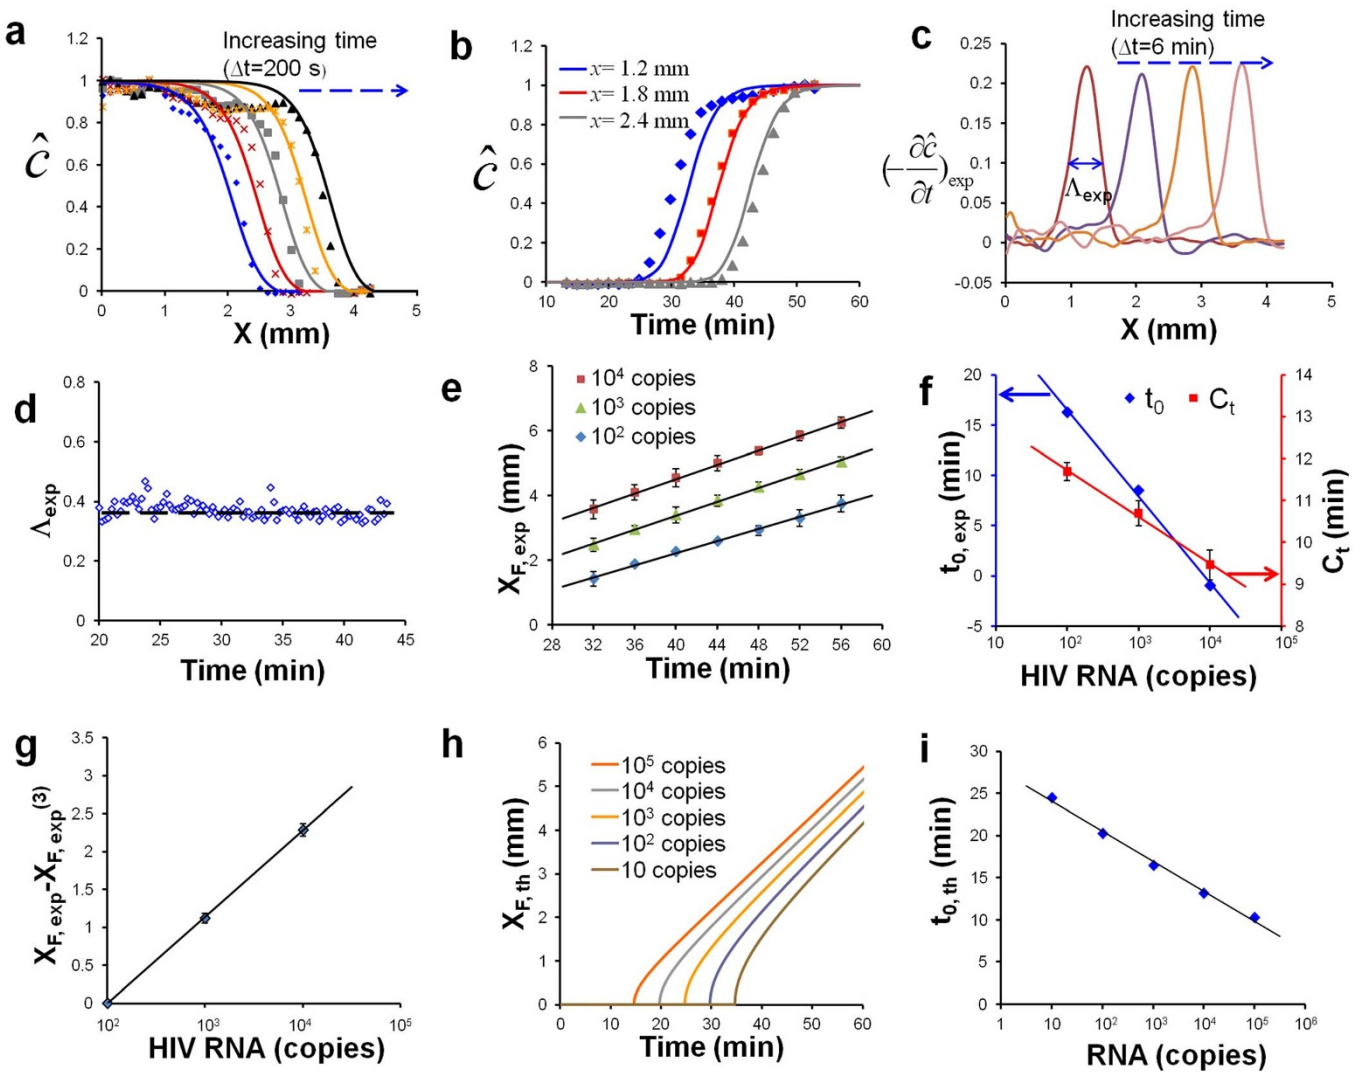 a
Increasing time
(Δt=200 s)
1.2
1
0.8
0.6
0.4
0.2
0
ĉ
0 1 2 3 4 5
X (mm)
b
x= 1.2 mm
x= 1.8 mm
x= 2.4 mm
1.2
1
0.8
0.6
0.4
0.2
0
ĉ
10 20 30 40 50 60
Time (min)
c
Increasing time
(Δt=6 min)
0.25
0.2
0.15
0.1
0.05
0
-0.05
(-∂ĉ/∂t)exp
Λexp
0 1 2 3 4 5
X (mm)
d
0.8
0.6
0.4
0.2
0
Λexp
20 25 30 35 40 45
Time (min)
e
10⁴ copies
10³ copies
10² copies
8
6
4
2
0
XF, exp (mm)
28 32 36 40 44 48 52 56 60
Time (min)
f
t0 Ct
20
15
10
5
0
-5
t0, exp (min)
14
13
12
11
10
9
8
Ct (min)
10 10² 10³ 10⁴ 10⁵
HIV RNA (copies)
g
3.5
3
2.5
2
1.5
1
0.5
0
XF, exp-XF, exp(3)
10² 10³ 10⁴ 10⁵
HIV RNA (copies)
h
10⁵ copies
10⁴ copies
10³ copies
10² copies
10 copies
6
5
4
3
2
1
0
XF, th (mm)
0 10 20 30 40 50 60
Time (min)
i
30
25
20
15
10
5
0
t0, th (min)
1 10 10² 10³ 10⁴ 10⁵ 10⁶
RNA (copies)